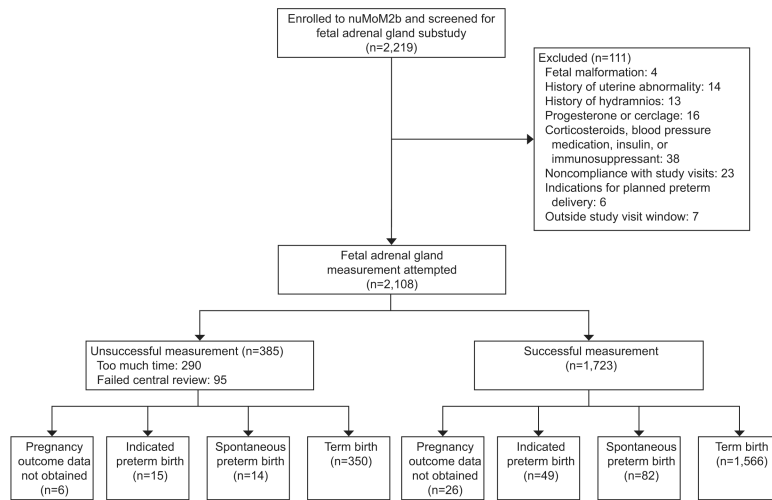 Enrolled to nuMoM2b and screened for
fetal adrenal gland substudy
(n=2,219)
Excluded (n=111)
Fetal malformation: 4
History of uterine abnormality: 14
History of hydramnios: 13
Progesterone or cerclage: 16
Corticosteroids, blood pressure
medication, insulin, or
immunosuppressant: 38
Noncompliance with study visits: 23
Indications for planned preterm
delivery: 6
Outside study visit window: 7
Fetal adrenal gland
measurement attempted
(n=2,108)
Unsuccessful measurement (n=385)
Too much time: 290
Failed central review: 95
Successful measurement
(n=1,723)
Pregnancy
outcome data
not obtained
(n=6)
Indicated
preterm birth
(n=15)
Spontaneous
preterm birth
(n=14)
Term birth
(n=350)
Pregnancy
outcome data
not obtained
(n=26)
Indicated
preterm birth
(n=49)
Spontaneous
preterm birth
(n=82)
Term birth
(n=1,566)